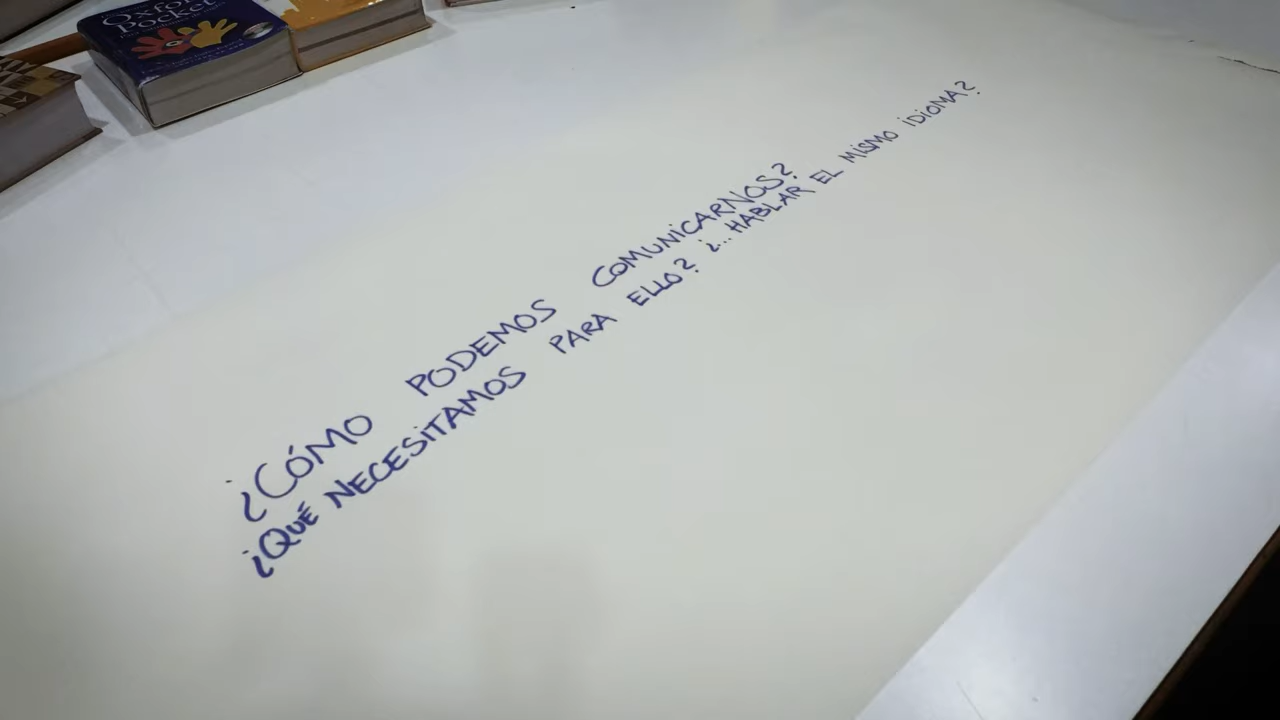 Oxford
Pocket
¿CÓMO PODEMOS COMUNICARNOS?
¿QUÉ NECESITAMOS PARA ELLO? ¿... HABLAR EL MISMO IDIOMA?